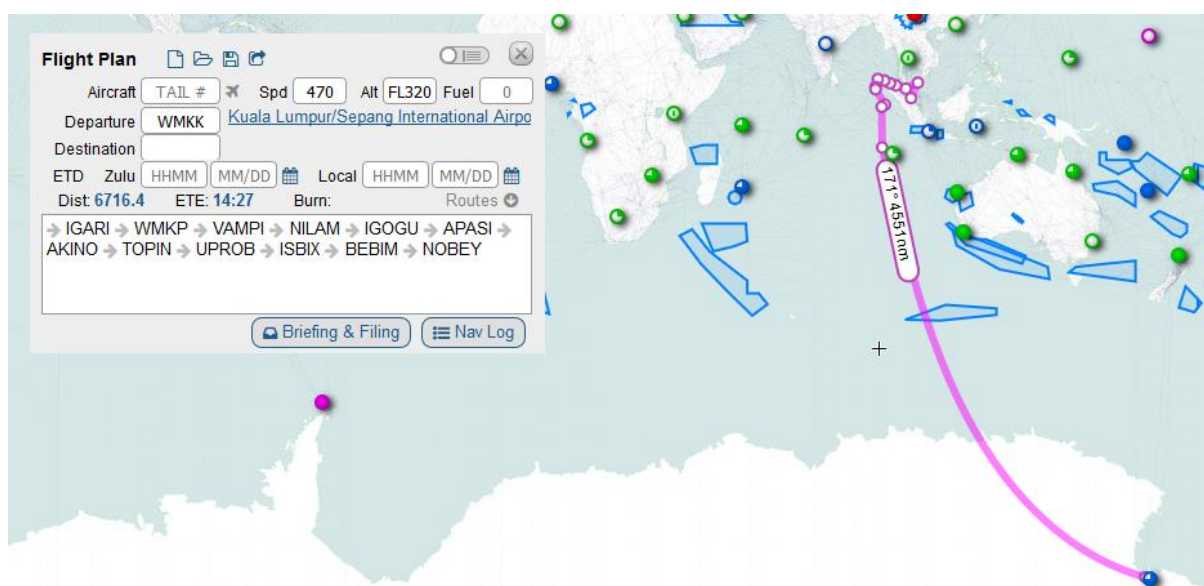 Flight Plan
Aircraft TAIL # Spd 470 Alt FL320 Fuel 0
Departure WMKK Kuala Lumpur/Sepang International Airpo
Destination
ETD Zulu HHMM MM/DD Local HHMM MM/DD
Dist: 6716.4 ETE: 14:27 Burn: Routes
→ IGARI → WMKP → VAMPI → NILAM → IGOGU → APASI →
AKINO → TOPIN → UPROB → ISBIX → BEBIM → NOBEY
Briefing & Filing Nav Log
171° 4551nm